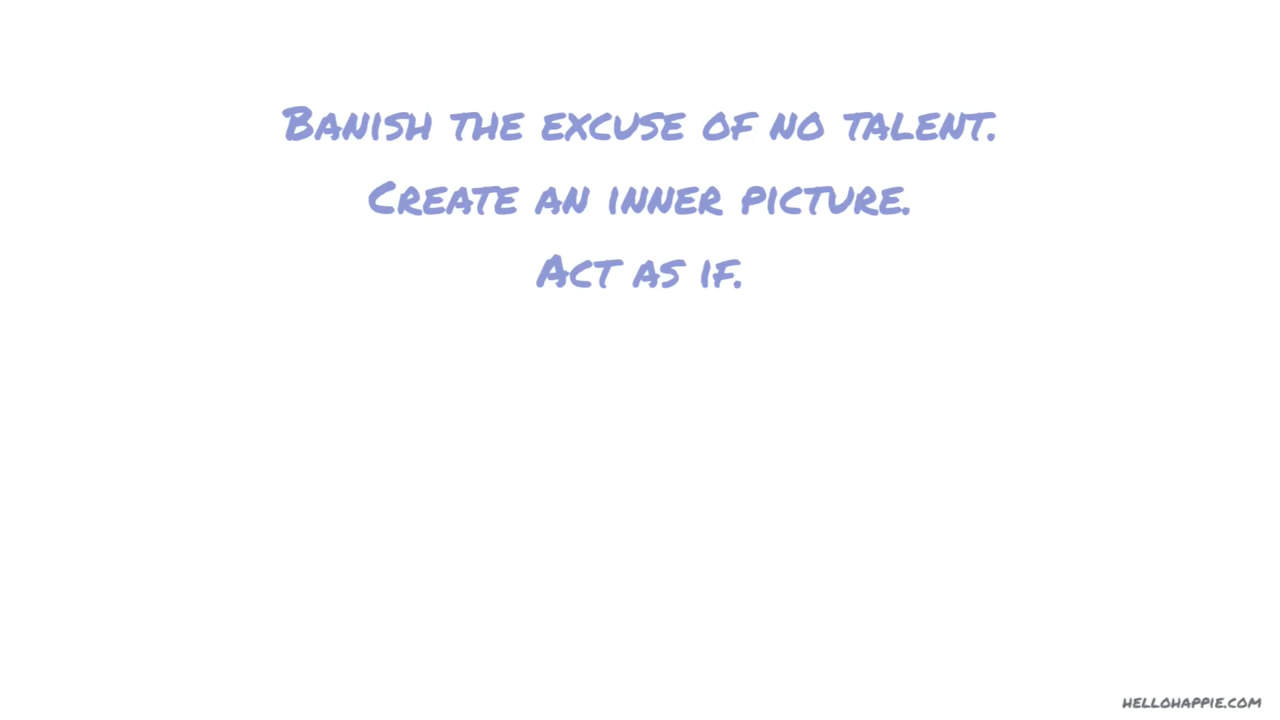 Banish the excuse of no talent.
Create an inner picture.
Act as if.
hellohappie.com